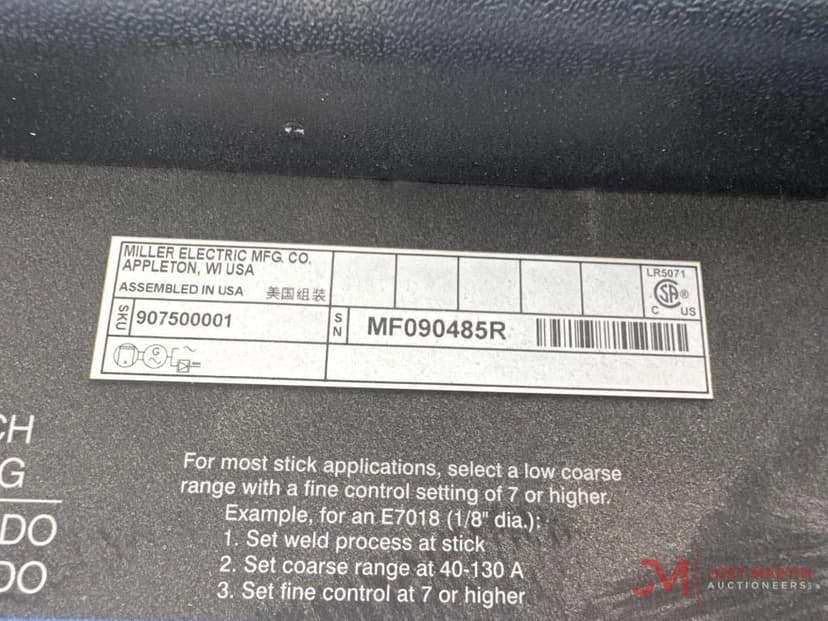 MILLER ELECTRIC MFG. CO.
APPLETON, WI USA
ASSEMBLED IN USA 美国组装
LR5071
SA ®
C US
SKU 907500001
SN MF090485R
G
CH
G
DO
DO
For most stick applications, select a low coarse
range with a fine control setting of 7 or higher.
Example, for an E7018 (1/8" dia.):
1. Set weld process at stick
2. Set coarse range at 40-130 A
3. Set fine control at 7 or higher
JM
AUCTIONEERS